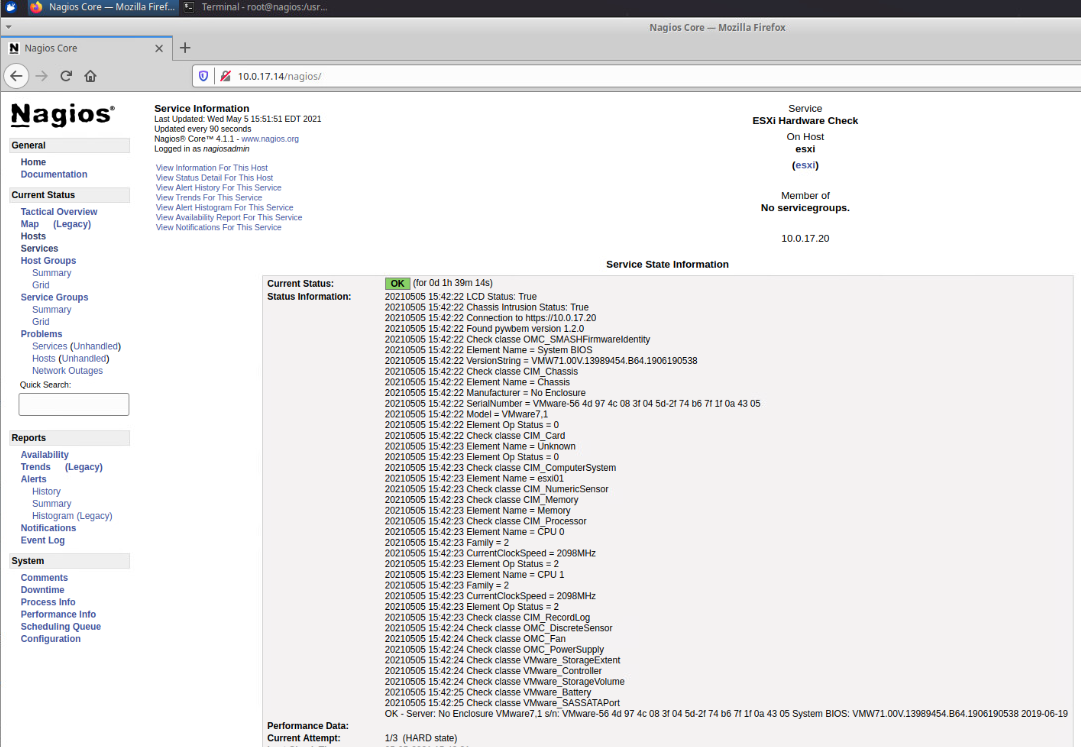 Nagios Core — Mozilla Firef...
Terminal - root@nagios:/usr...
Nagios Core — Mozilla Firefox
N Nagios Core
10.0.17.14/nagios/
Nagios®
General
Home
Documentation
Current Status
Tactical Overview
Map (Legacy)
Hosts
Services
Host Groups
Summary
Grid
Service Groups
Summary
Grid
Problems
Services (Unhandled)
Hosts (Unhandled)
Network Outages
Quick Search:
Reports
Availability
Trends (Legacy)
Alerts
History
Summary
Histogram (Legacy)
Notifications
Event Log
System
Comments
Downtime
Process Info
Performance Info
Scheduling Queue
Configuration
Service Information
Last Updated: Wed May 5 15:51:51 EDT 2021
Updated every 90 seconds
Nagios® Core™ 4.1.1 - www.nagios.org
Logged in as nagiosadmin
View Information For This Host
View Status Detail For This Host
View Alert History For This Service
View Trends For This Service
View Alert Histogram For This Service
View Availability Report For This Service
View Notifications For This Service
Service
ESXi Hardware Check
On Host
esxi
(esxi)
Member of
No servicegroups.
10.0.17.20
Service State Information
Current Status: OK (for 0d 1h 39m 14s)
Status Information: 20210505 15:42:22 LCD Status: True
20210505 15:42:22 Chassis Intrusion Status: True
20210505 15:42:22 Connection to https://10.0.17.20
20210505 15:42:22 Found pywbem version 1.2.0
20210505 15:42:22 Check classe OMC_SMASHFirmwareIdentity
20210505 15:42:22 Element Name = System BIOS
20210505 15:42:22 VersionString = VMW71.00V.13989454.B64.1906190538
20210505 15:42:22 Check classe CIM_Chassis
20210505 15:42:22 Element Name = Chassis
20210505 15:42:22 Manufacturer = No Enclosure
20210505 15:42:22 SerialNumber = VMware-56 4d 97 4c 08 3f 04 5d-2f 74 b6 7f 1f 0a 43 05
20210505 15:42:22 Model = VMware7,1
20210505 15:42:22 Element Op Status = 0
20210505 15:42:22 Check classe CIM_Card
20210505 15:42:23 Element Name = Unknown
20210505 15:42:23 Element Op Status = 0
20210505 15:42:23 Check classe CIM_ComputerSystem
20210505 15:42:23 Element Name = esxi01
20210505 15:42:23 Check classe CIM_NumericSensor
20210505 15:42:23 Check classe CIM_Memory
20210505 15:42:23 Element Name = Memory
20210505 15:42:23 Check classe CIM_Processor
20210505 15:42:23 Element Name = CPU 0
20210505 15:42:23 Family = 2
20210505 15:42:23 CurrentClockSpeed = 2098MHz
20210505 15:42:23 Element Op Status = 2
20210505 15:42:23 Element Name = CPU 1
20210505 15:42:23 Family = 2
20210505 15:42:23 CurrentClockSpeed = 2098MHz
20210505 15:42:23 Element Op Status = 2
20210505 15:42:23 Check classe CIM_RecordLog
20210505 15:42:24 Check classe OMC_DiscreteSensor
20210505 15:42:24 Check classe OMC_Fan
20210505 15:42:24 Check classe OMC_PowerSupply
20210505 15:42:24 Check classe VMware_StorageExtent
20210505 15:42:24 Check classe VMware_Controller
20210505 15:42:24 Check classe VMware_StorageVolume
20210505 15:42:25 Check classe VMware_Battery
20210505 15:42:25 Check classe VMware_SASSATAPort
OK - Server: No Enclosure VMware7,1 s/n: VMware-56 4d 97 4c 08 3f 04 5d-2f 74 b6 7f 1f 0a 43 05 System BIOS: VMW71.00V.13989454.B64.1906190538 2019-06-19
Performance Data:
Current Attempt: 1/3 (HARD state)